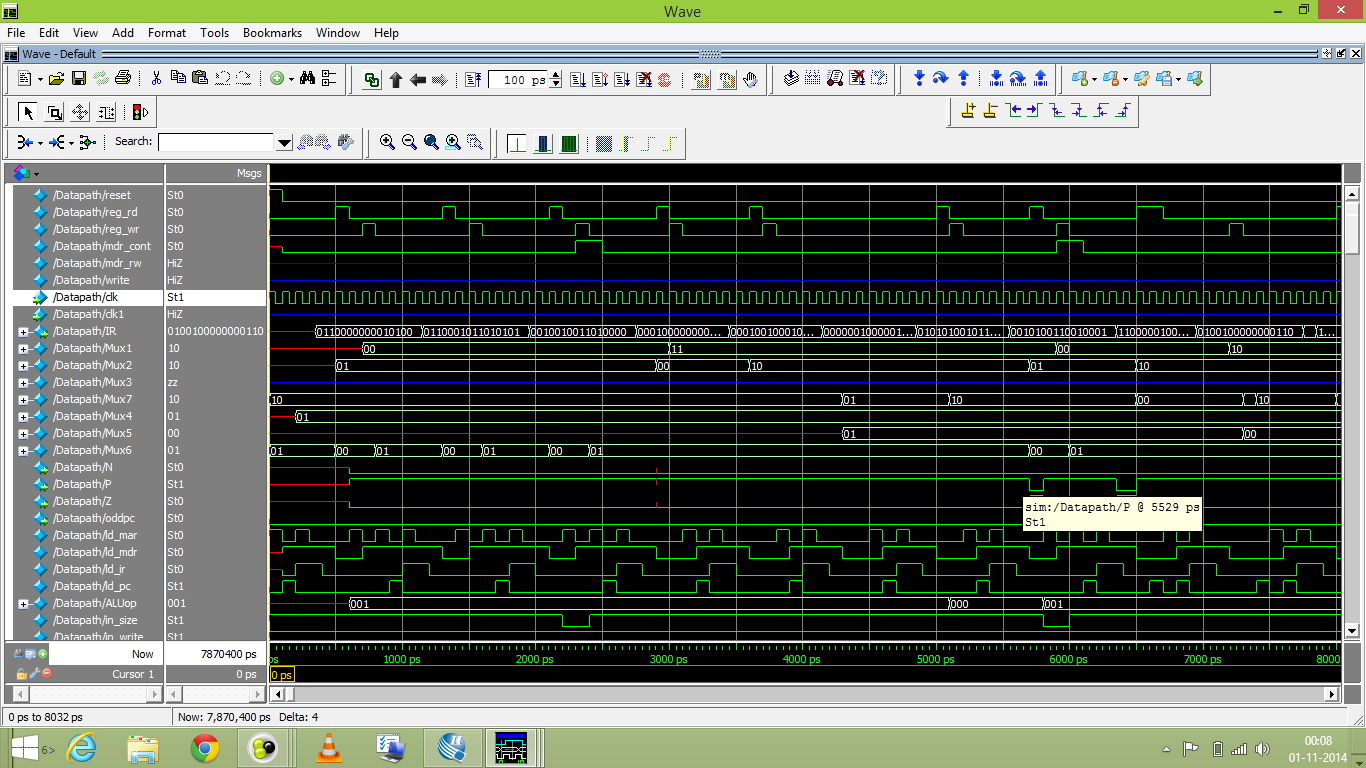 Wave
File Edit View Add Format Tools Bookmarks Window Help
Wave - Default
100 ps
Search:
Msgs
/Datapath/reset St0
/Datapath/reg_rd St0
/Datapath/reg_wr St0
/Datapath/mdr_cont St0
/Datapath/mdr_rw HiZ
/Datapath/write HiZ
/Datapath/clk St1
/Datapath/clk1 HiZ
/Datapath/IR 0100100000000110 0110000000010100 0110001011010101 0010010011010000 000100000000... 000100100010... 0000001000001... 010101001011... 0010100110010001 1100000100... 0100100000000110 1...
/Datapath/Mux1 10 00 11 00 10
/Datapath/Mux2 10 01 00 10 01 10
/Datapath/Mux3 zz
/Datapath/Mux7 10 10 01 10 00 10
/Datapath/Mux4 01 01
/Datapath/Mux5 00 01 00
/Datapath/Mux6 01 01 00 01 00 01 00 01 00 01
/Datapath/N St0
/Datapath/P St1
/Datapath/Z St0
sim:/Datapath/P @ 5529 ps
St1
/Datapath/oddpc St0
/Datapath/ld_mar St0
/Datapath/ld_mdr St0
/Datapath/ld_ir St0
/Datapath/ld_pc St1
/Datapath/ALUop 001 001 000 001
/Datapath/in_size St1
/Datapath/in_write St1
Now 7870400 ps ps 1000 ps 2000 ps 3000 ps 4000 ps 5000 ps 6000 ps 7000 ps 8000
Cursor 1 0 ps 0 ps
0 ps to 8032 ps Now: 7,870,400 ps Delta: 4
6>
00:08
01-11-2014